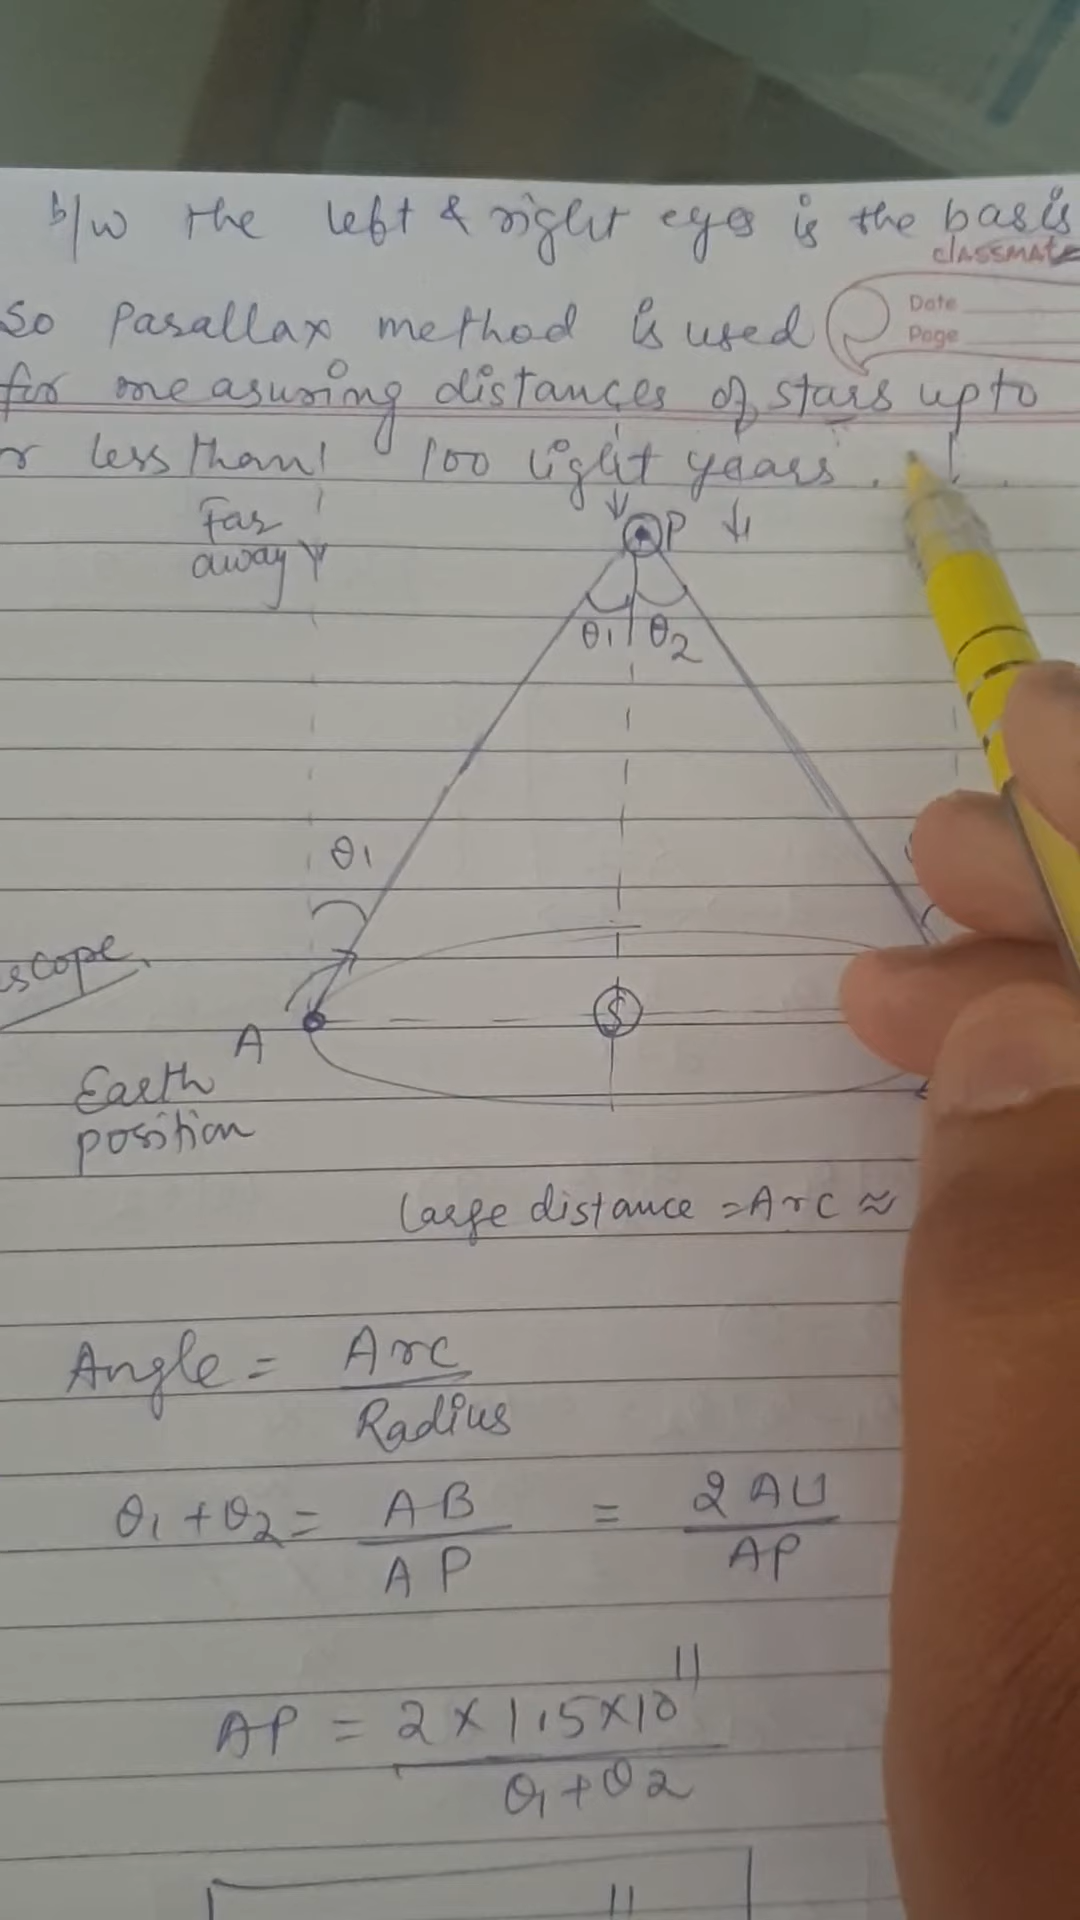 b/w the left & right eyes is the basis
classmate
Date
Page
So Parallax method is used
for measuring distances of stars upto
r less than 100 light years.
Far
away
P
θ1 θ2
θ1
scope
S
A
Earth
position
large distance = Arc ≈
Angle = Arc
Radius
θ1 + θ2 = AB = 2 AU
AP AP
AP = 2 × 1.5 × 10^11
θ1 + θ2
11